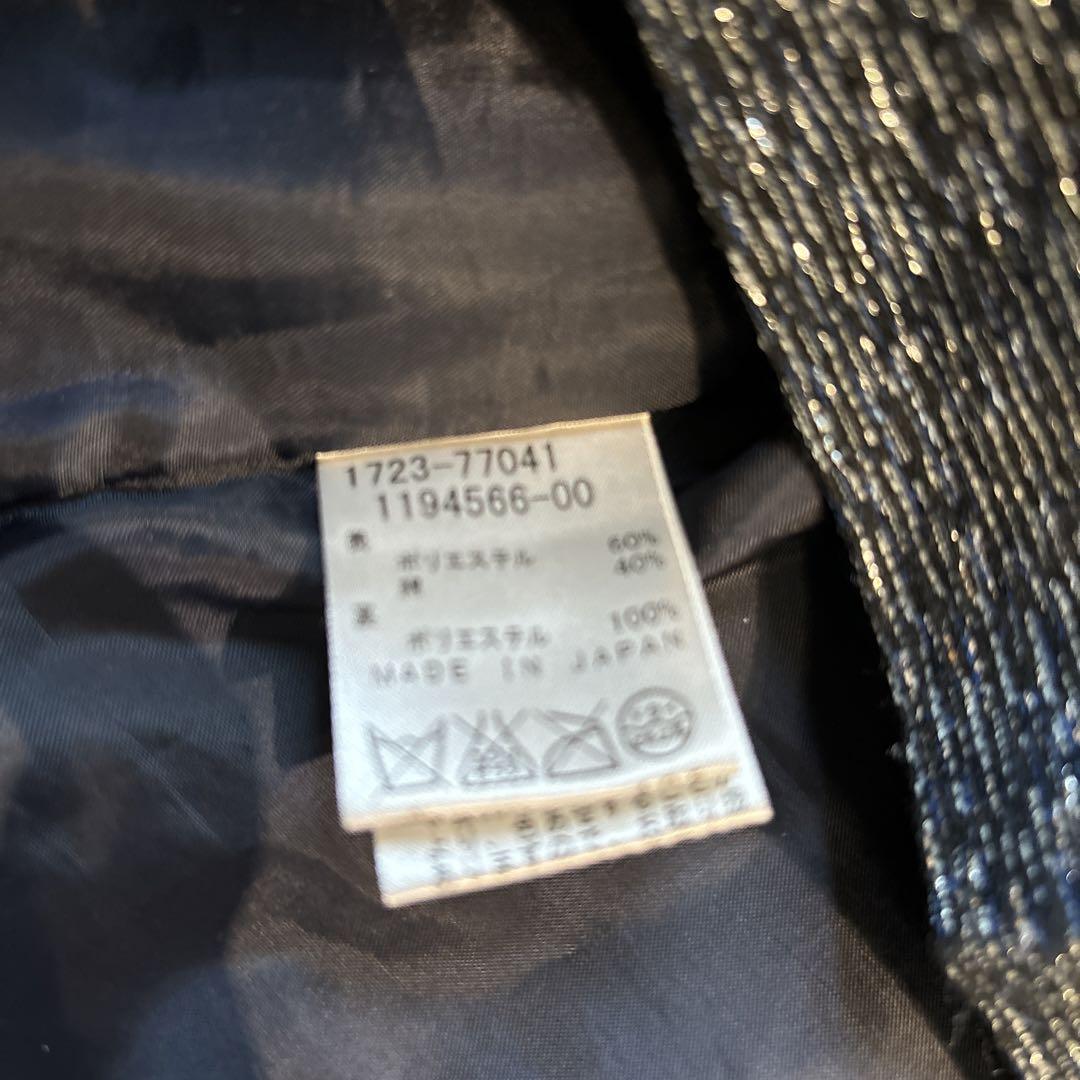 1723-77041
1194566-00
表
ポリエステル 60%
綿 40%
裏
ポリエステル 100%
MADE IN JAPAN